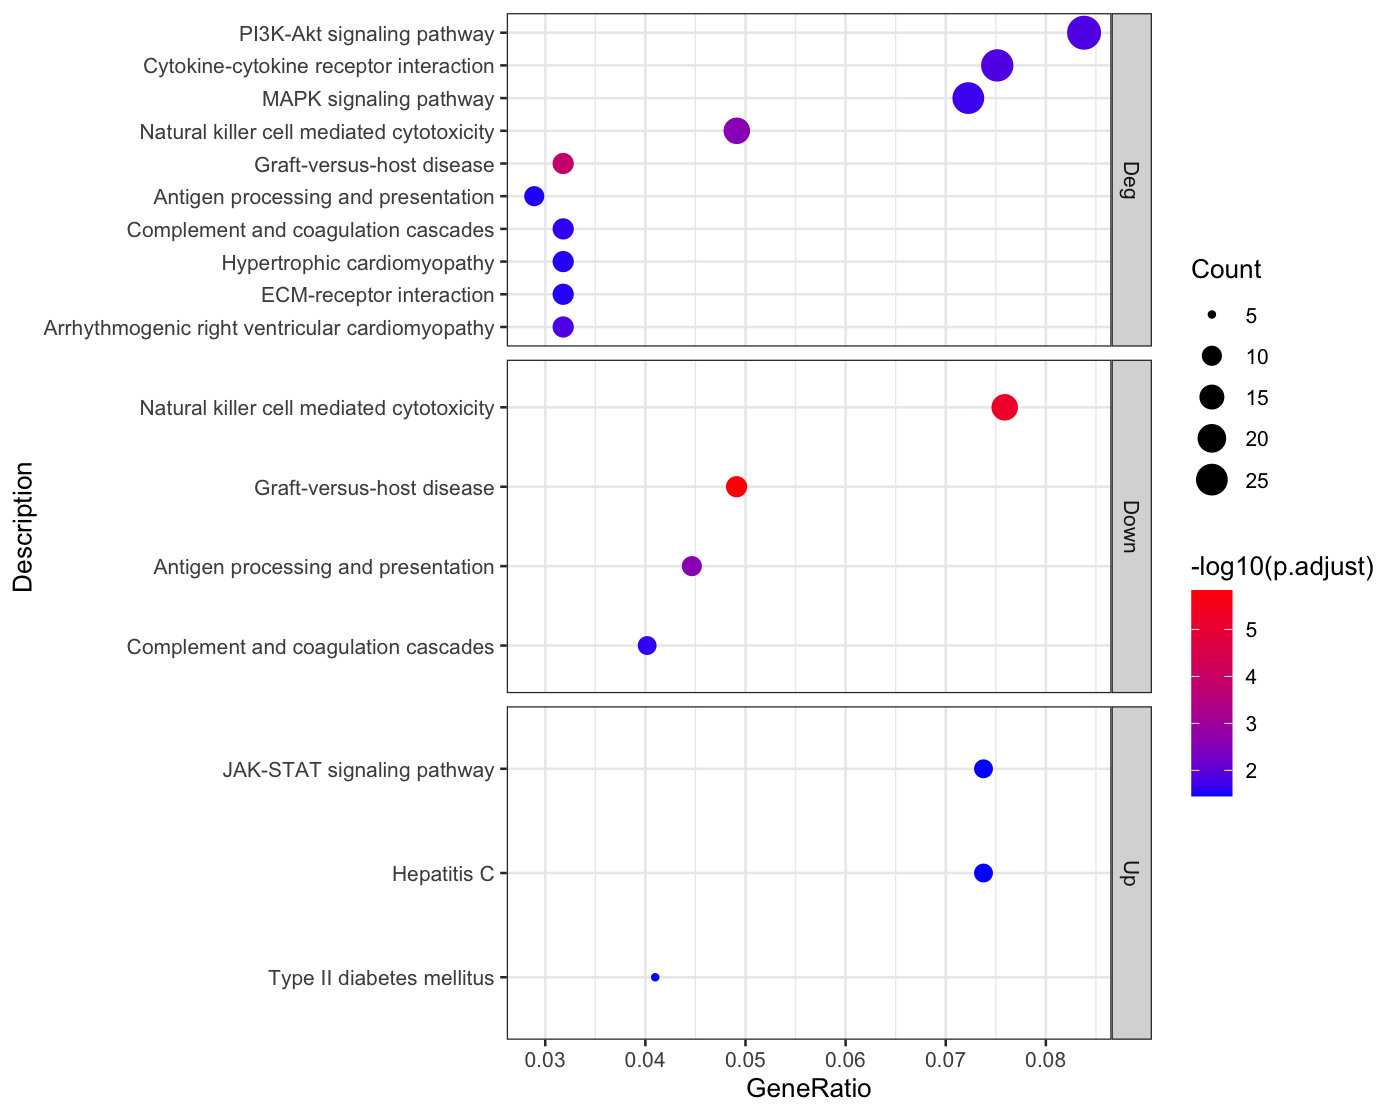 PI3K-Akt signaling pathway
Cytokine-cytokine receptor interaction
MAPK signaling pathway
Natural killer cell mediated cytotoxicity
Graft-versus-host disease
Antigen processing and presentation
Complement and coagulation cascades
Hypertrophic cardiomyopathy
ECM-receptor interaction
Arrhythmogenic right ventricular cardiomyopathy
Deg
Natural killer cell mediated cytotoxicity
Graft-versus-host disease
Antigen processing and presentation
Complement and coagulation cascades
Down
JAK-STAT signaling pathway
Hepatitis C
Type II diabetes mellitus
Up
Description
0.03 0.04 0.05 0.06 0.07 0.08
GeneRatio
Count
5
10
15
20
25
-log10(p.adjust)
5
4
3
2